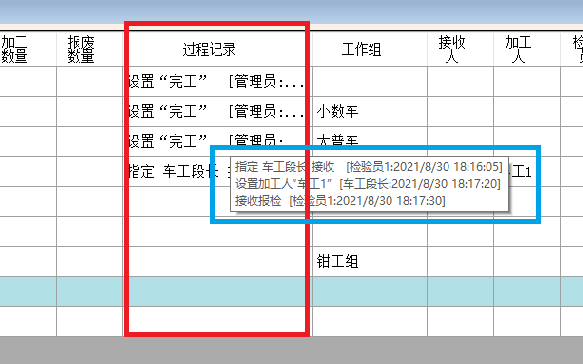 加工
数量
报废
数量
过程记录
工作组
接收
人
加工
人
检
员
设置“完工” [管理员:...
设置“完工” [管理员:... 小数车
设置“完工” [管理员: 大普车
指定 车工段长 工1
指定 车工段长 接收 [检验员1:2021/8/30 18:16:05]
设置加工人“车工1” [车工段长:2021/8/30 18:17:20]
接收报检 [检验员1:2021/8/30 18:17:30]
钳工组